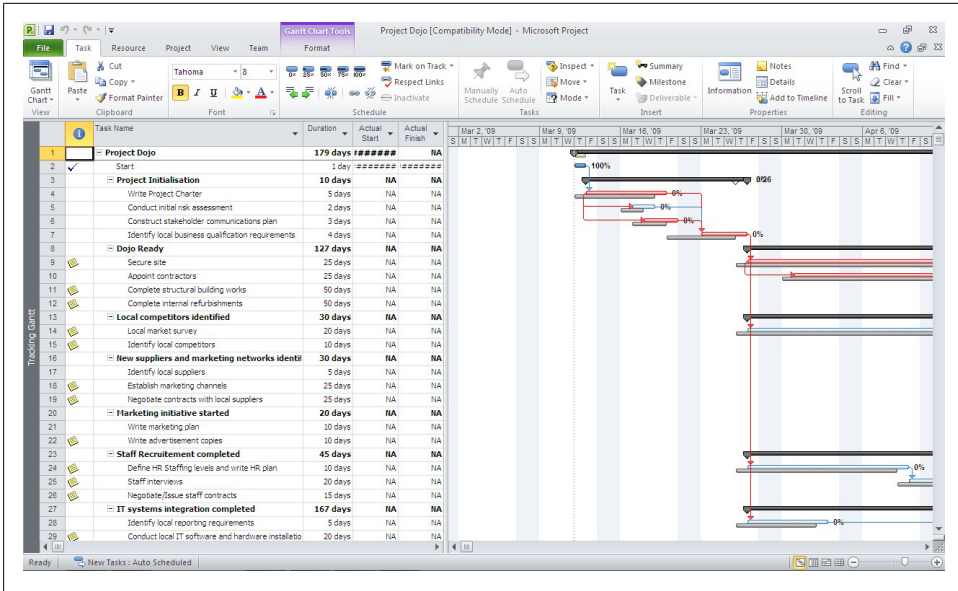 Gantt Chart Tools Project Dojo [Compatibility Mode] - Microsoft Project
File Task Resource Project View Team Format
Gantt Chart
Paste
Cut
Copy
Format Painter
Tahoma 8
B I U A
0x 25x 50x 75x 100x
Mark on Track
Respect Links
Inactivate
Manually Schedule
Auto Schedule
Inspect
Move
Mode
Task
Summary
Milestone
Deliverable
Information
Notes
Details
Add to Timeline
Scroll to Task
Find
Clear
Fill
View Clipboard Font Schedule Tasks Insert Properties Editing
Task Name Duration Actual Start Actual Finish
Mar 2, '09 Mar 9, '09 Mar 16, '09 Mar 23, '09 Mar 30, '09 Apr 6, '09
S M T W T F S S M T W T F S S M T W T F S S M T W T F S S M T W T F S S M T W T F S
1 Project Dojo 179 days ###### NA
2 Start 1 day ####### ####### 100%
3 Project Initialisation 10 days NA NA
4 Write Project Charter 5 days NA NA 0%
5 Conduct initial risk assessment 2 days NA NA 0%
6 Construct stakeholder communications plan 3 days NA NA 0%
7 Identify local business qualification requirements 4 days NA NA 0%
8 Dojo Ready 127 days NA NA
9 Secure site 25 days NA NA
10 Appoint contractors 25 days NA NA
11 Complete structural building works 50 days NA NA
12 Complete internal refurbishments 50 days NA NA
13 Local competitors identified 30 days NA NA
14 Local market survey 20 days NA NA
15 Identify local competitors 10 days NA NA
16 New suppliers and marketing networks identif 30 days NA NA
17 Identify local suppliers 5 days NA NA
18 Establish marketing channels 25 days NA NA
19 Negotiate contracts with local suppliers 25 days NA NA
20 Marketing initiative started 20 days NA NA
21 Write marketing plan 10 days NA NA
22 Write advertisement copies 10 days NA NA
23 Staff Recruitement completed 45 days NA NA
24 Define HR Staffing levels and write HR plan 10 days NA NA 0%
25 Staff interviews 20 days NA NA
26 Negotiate/Issue staff contracts 15 days NA NA
27 IT systems integration completed 167 days NA NA
28 Identify local reporting requirements 5 days NA NA 0%
29 Conduct local IT software and hardware installatio 20 days NA NA
Tracking Gantt
Ready New Tasks : Auto Scheduled